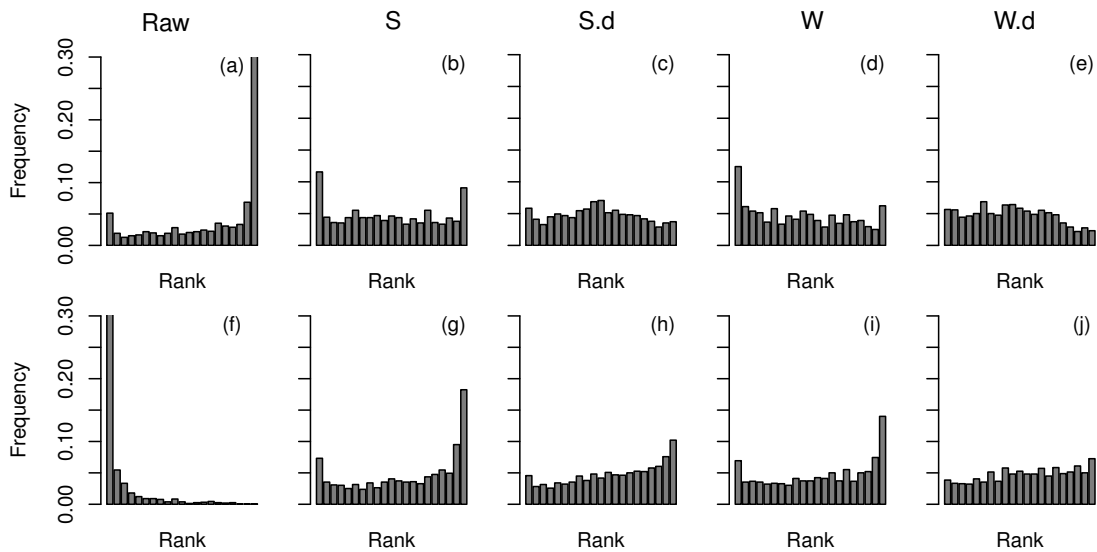 Raw S S.d W W.d
(a) (b) (c) (d) (e)
Frequency
0.00 0.10 0.20 0.30
Rank Rank Rank Rank Rank
(f) (g) (h) (i) (j)
Frequency
0.00 0.10 0.20 0.30
Rank Rank Rank Rank Rank